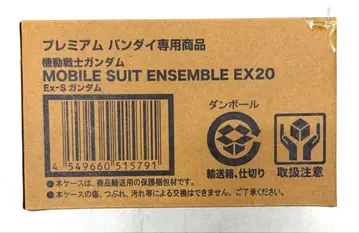 プレミアム バンダイ専用商品
機動戦士ガンダム
MOBILE SUIT ENSEMBLE EX20
Ex-S ガンダム
ダンボール
4 549660 515791
輸送箱、仕切り
取扱注意
●本ケースは、商品輸送用の保護梱包材です。
●本ケースの傷、つぶれ、汚れ等による交換はできません。ご了承ください。